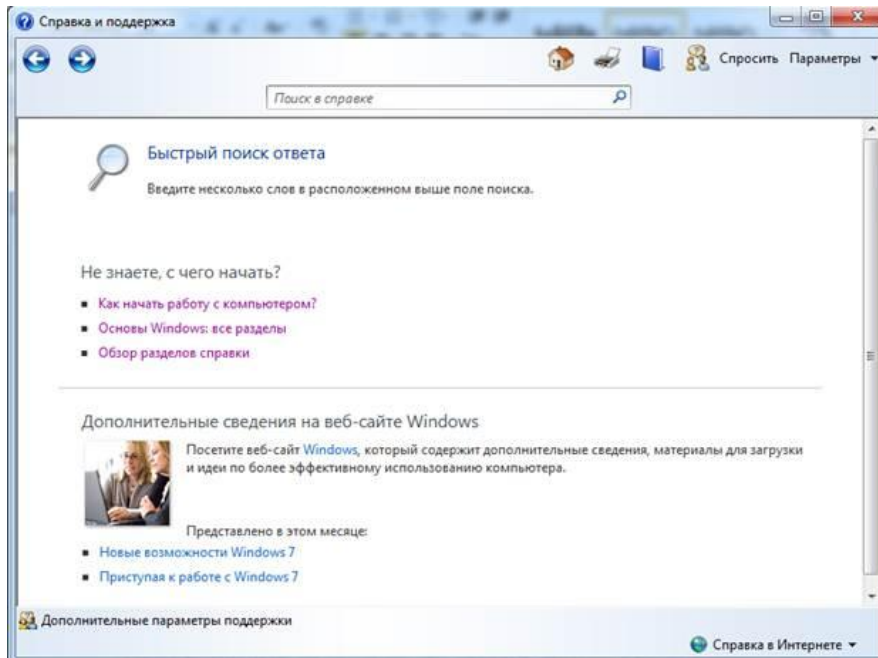 Справка и поддержка
Спросить Параметры
Поиск в справке
Быстрый поиск ответа
Введите несколько слов в расположенном выше поле поиска.
Не знаете, с чего начать?
Как начать работу с компьютером?
Основы Windows: все разделы
Обзор разделов справки
Дополнительные сведения на веб-сайте Windows
Посетите веб-сайт Windows, который содержит дополнительные сведения, материалы для загрузки
и идеи по более эффективному использованию компьютера.
Представлено в этом месяце:
Новые возможности Windows 7
Приступая к работе с Windows 7
Дополнительные параметры поддержки
Справка в Интернете